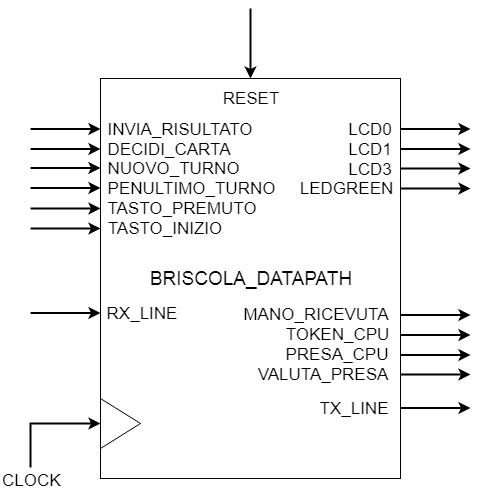 RESET
INVIA_RISULTATO LCD0
DECIDI_CARTA LCD1
NUOVO_TURNO LCD3
PENULTIMO_TURNO LEDGREEN
TASTO_PREMUTO
TASTO_INIZIO
BRISCOLA_DATAPATH
RX_LINE MANO_RICEVUTA
TOKEN_CPU
PRESA_CPU
VALUTA_PRESA
TX_LINE
CLOCK